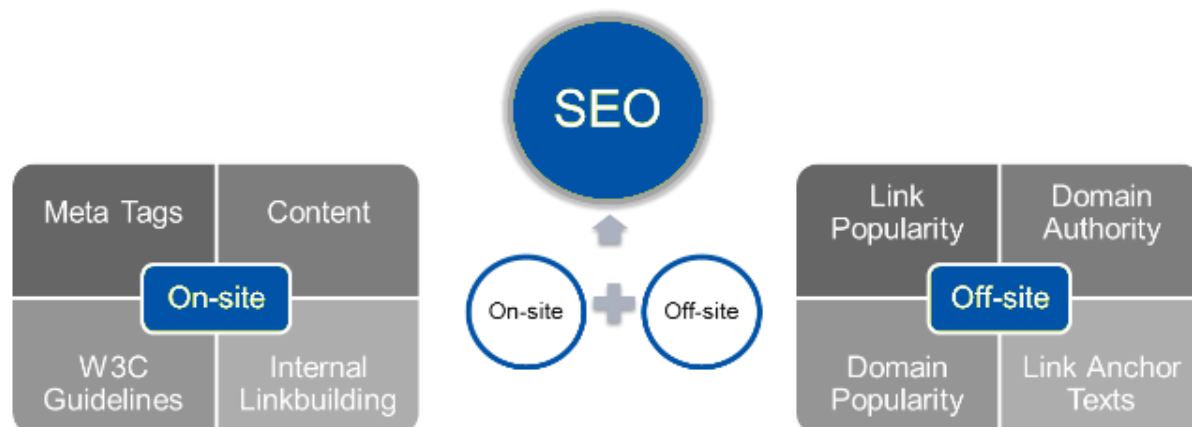 SEO
Meta Tags
Content
On-site
W3C
Guidelines
Internal
Linkbuilding
On-site
Off-site
Link
Popularity
Domain
Authority
Off-site
Domain
Popularity
Link Anchor
Texts